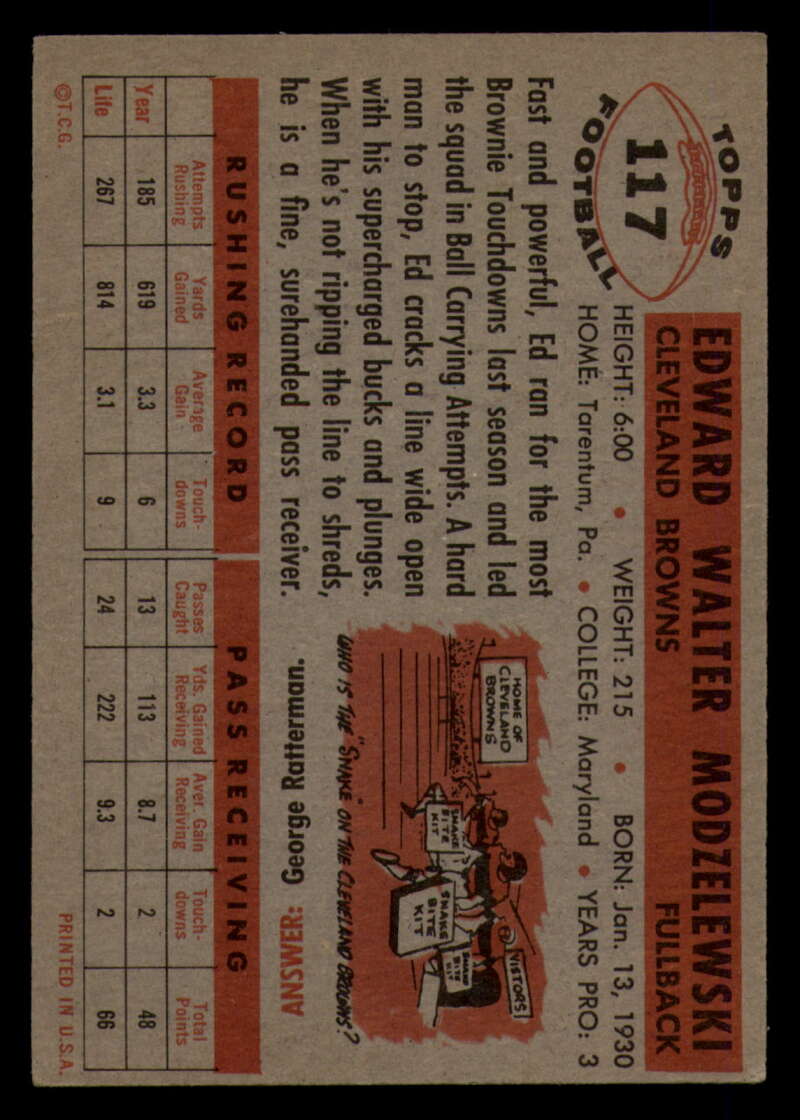 TOPPS
117
FOOTBALL
EDWARD WALTER MODZELEWSKI
CLEVELAND BROWNS FULLBACK
HEIGHT: 6:00 • WEIGHT: 215 • BORN: Jan. 13, 1930
HOME: Tarentum, Pa. • COLLEGE: Maryland • YEARS PRO: 3
Fast and powerful, Ed ran for the most
Brownie Touchdowns last season and led
the squad in Ball Carrying Attempts. A hard
man to stop, Ed cracks a line wide open
with his supercharged bucks and plunges.
When he's not ripping the line to shreds,
he is a fine, surehanded pass receiver.
HOME OF
CLEVELAND
BROWNS
VISITORS
SNAKE
BITE
KIT
SNAKE
BITE
KIT
SNAKE
BITE
KIT
WHO IS THE "SNAKE" ON THE CLEVELAND BROWNS?
ANSWER: George Ratterman.
RUSHING RECORD PASS RECEIVING
Attempts Rushing Yards Gained Average Gain Touch-downs Passes Caught Yds. Gained Receiving Aver. Gain Receiving Touch-downs Total Points
Year 185 619 3.3 6 13 113 8.7 2 48
Life 267 814 3.1 9 24 222 9.3 2 66
©T.C.G. PRINTED IN U.S.A.